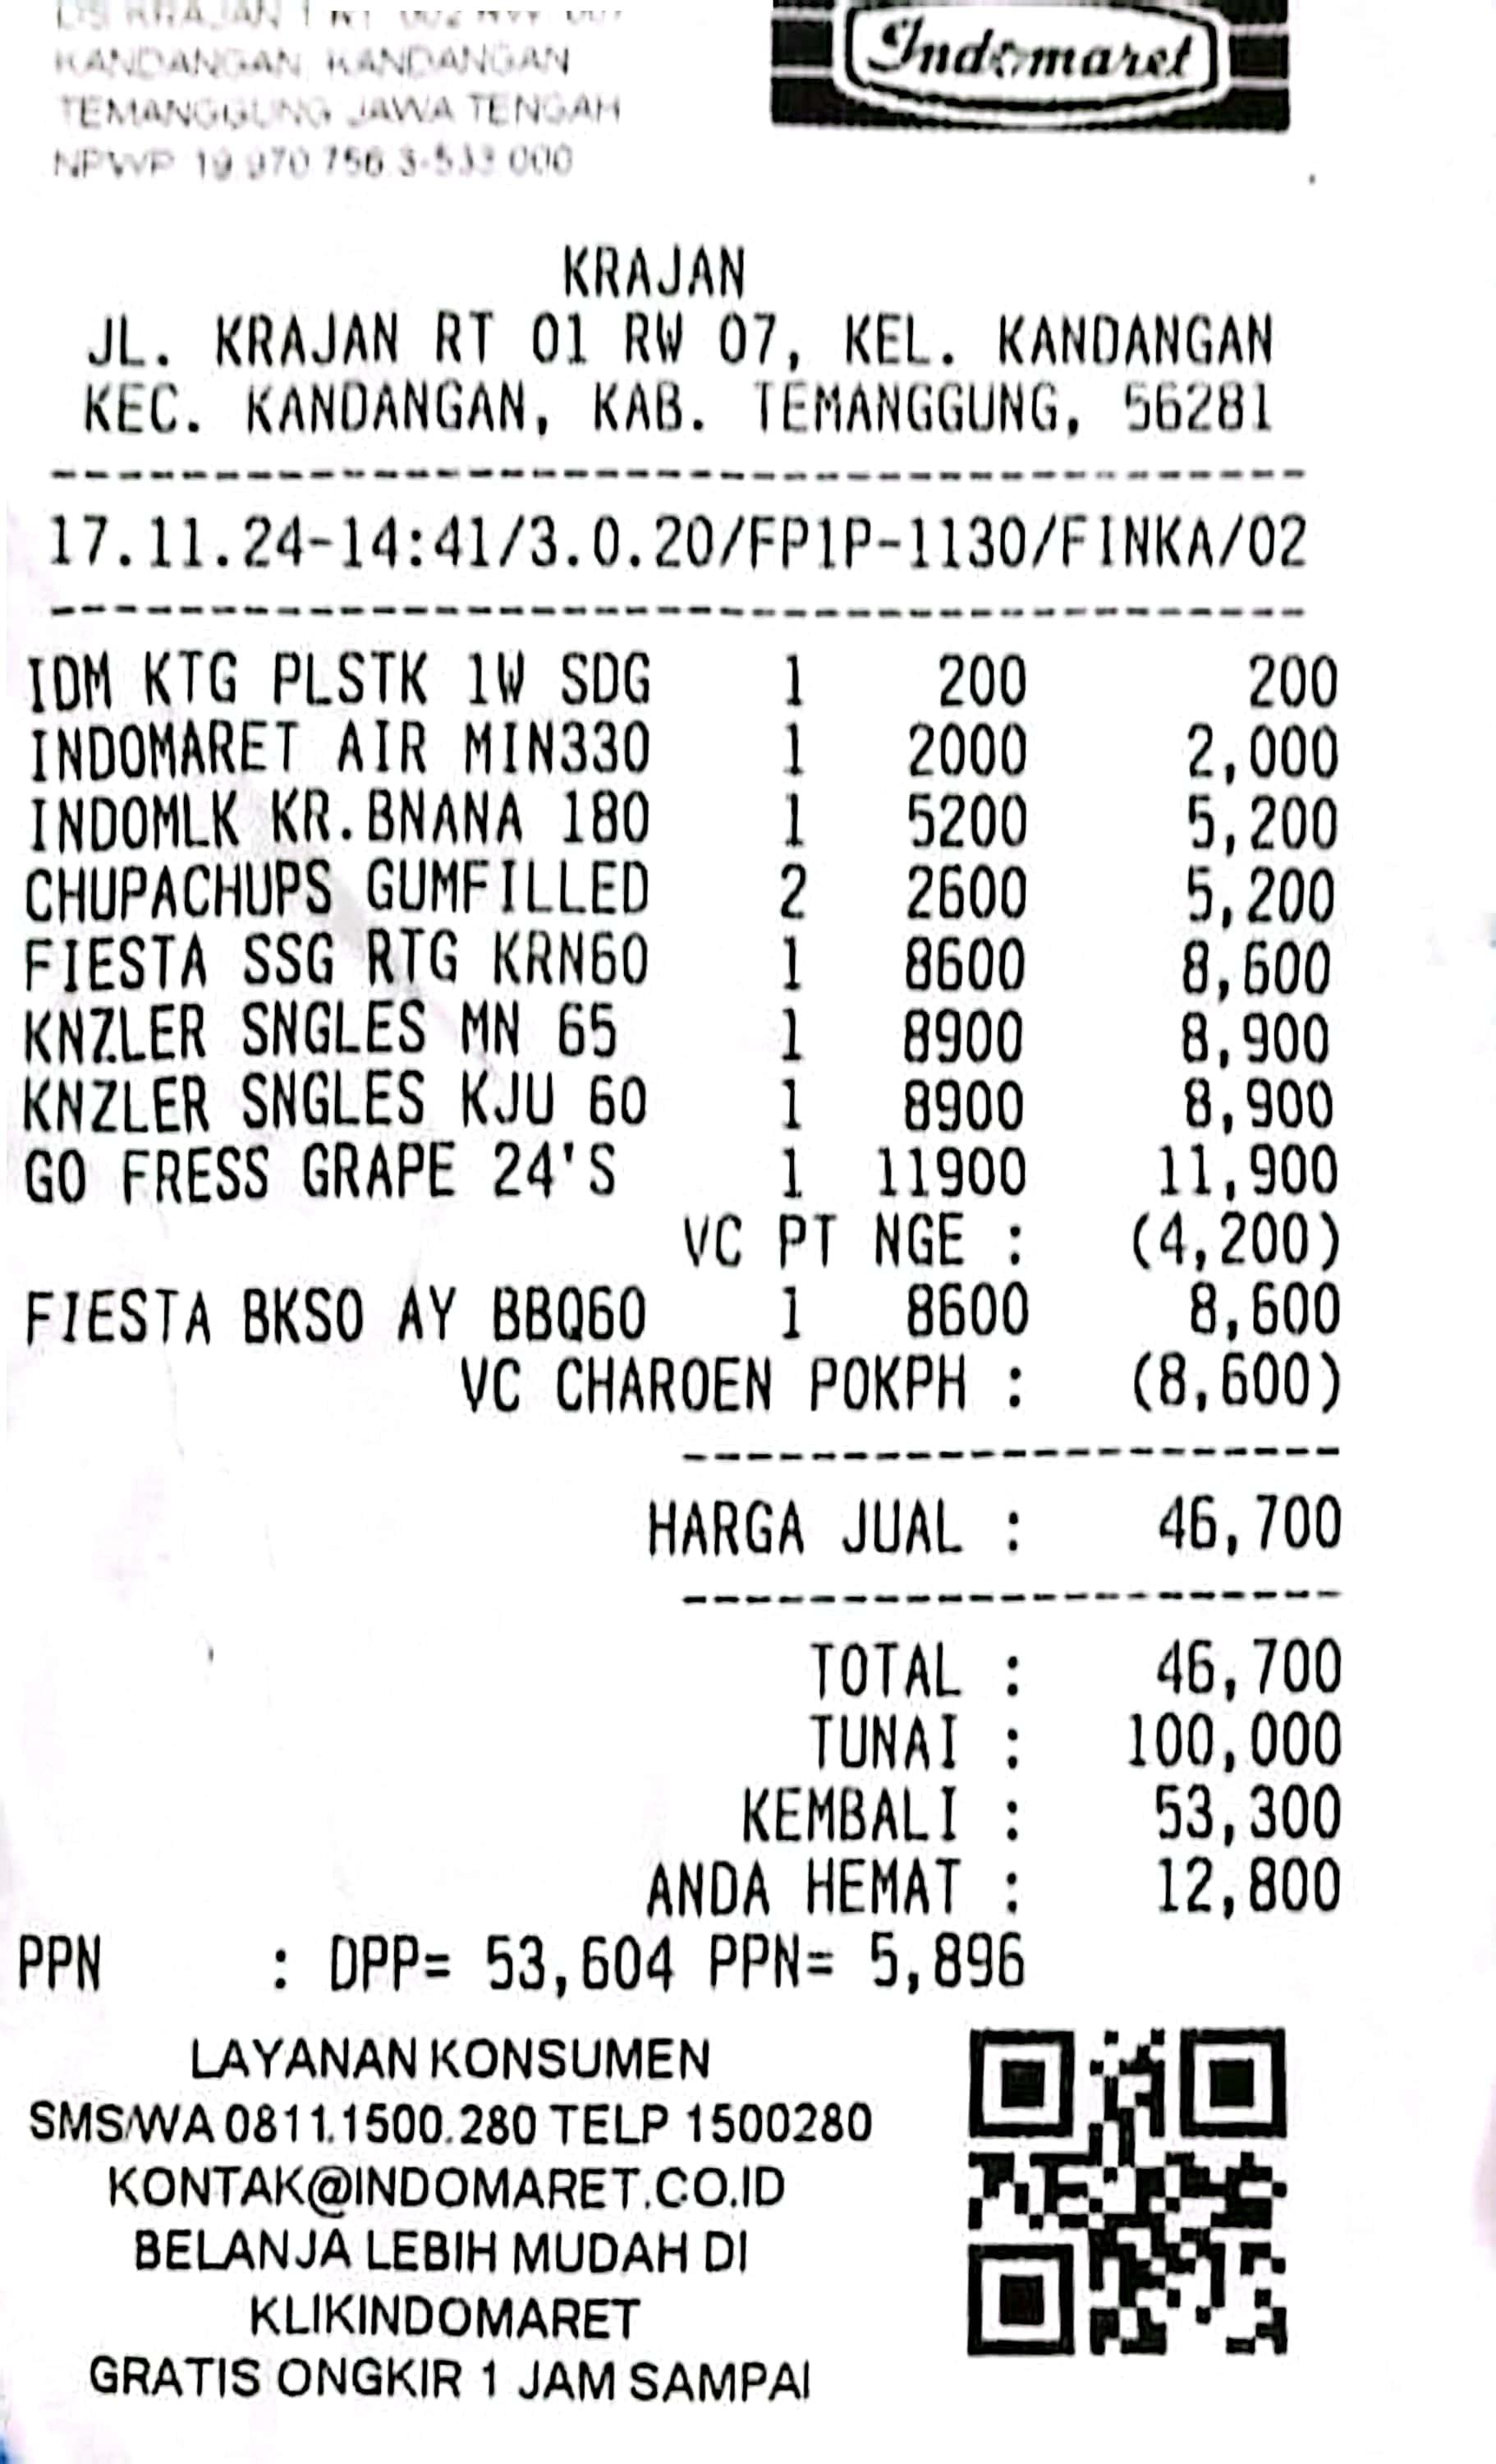 KANDANGAN, KANDANGAN
TEMANGGUNG JAWA TENGAH
NPWP 19 970 756 3-533 000
Indomaret
KRAJAN
JL. KRAJAN RT 01 RW 07, KEL. KANDANGAN
KEC. KANDANGAN, KAB. TEMANGGUNG, 56281
17.11.24-14:41/3.0.20/FP1P-1130/FINKA/02
IDM KTG PLSTK 1W SDG 1 200 200
INDOMARET AIR MIN330 1 2000 2,000
INDOMLK KR.BNANA 180 1 5200 5,200
CHUPACHUPS GUMFILLED 2 2600 5,200
FIESTA SSG RTG KRN60 1 8600 8,600
KNZLER SNGLES MN 65 1 8900 8,900
KNZLER SNGLES KJU 60 1 8900 8,900
GO FRESS GRAPE 24'S 1 11900 11,900
VC PT NGE : (4,200)
FIESTA BKSO AY BBQ60 1 8600 8,600
VC CHAROEN POKPH : (8,600)
HARGA JUAL : 46,700
TOTAL : 46,700
TUNAI : 100,000
KEMBALI : 53,300
ANDA HEMAT : 12,800
PPN : DPP= 53,604 PPN= 5,896
LAYANAN KONSUMEN
SMS/WA 0811.1500.280 TELP 1500280
KONTAK@INDOMARET.CO.ID
BELANJA LEBIH MUDAH DI
KLIKINDOMARET
GRATIS ONGKIR 1 JAM SAMPAI